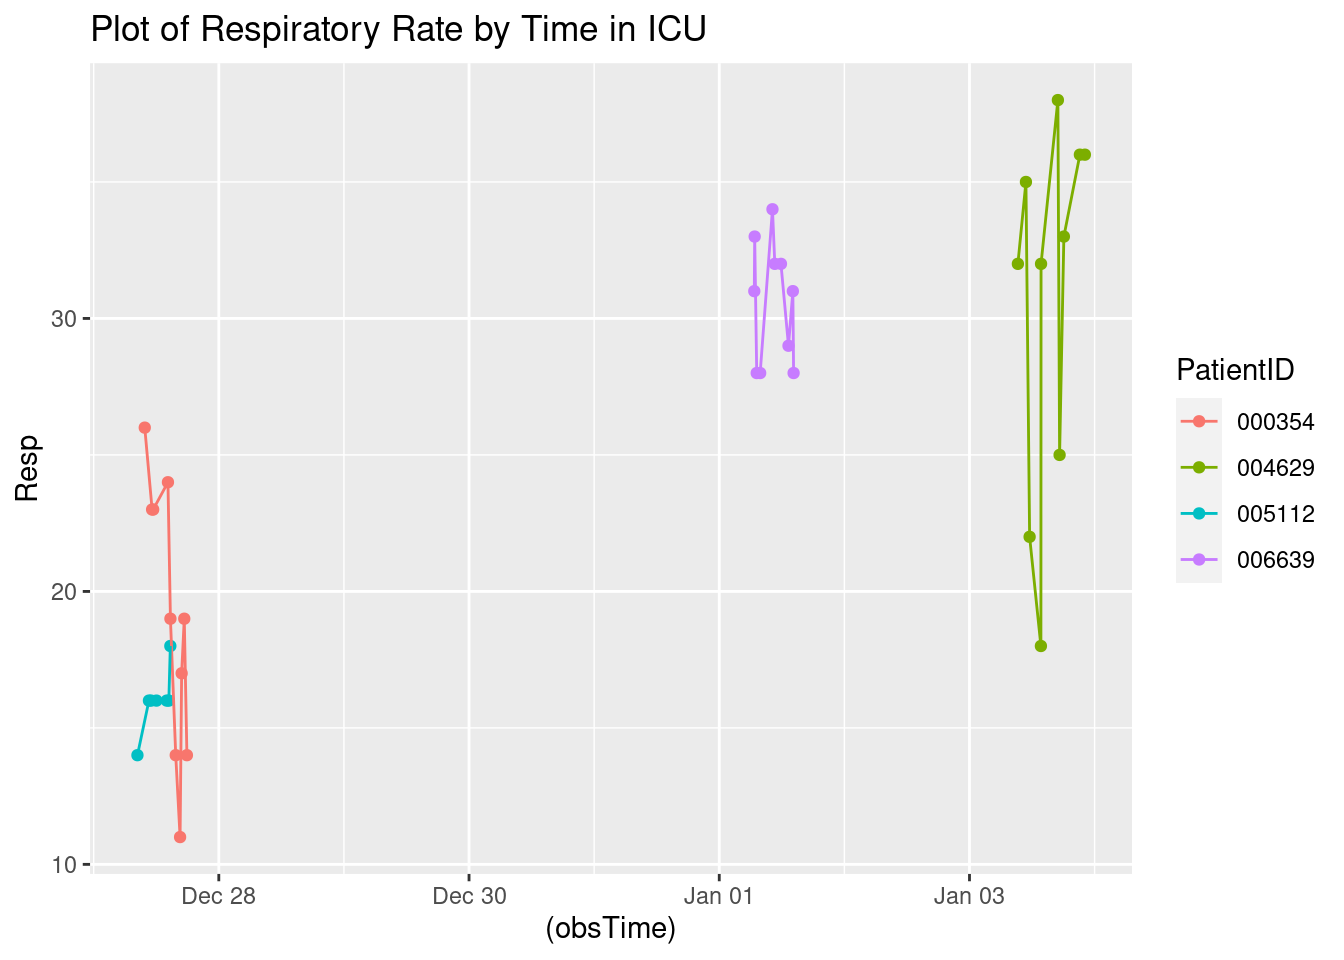 Plot of Respiratory Rate by Time in ICU
Resp
30
20
10
Dec 28 Dec 30 Jan 01 Jan 03
(obsTime)
PatientID
000354
004629
005112
006639